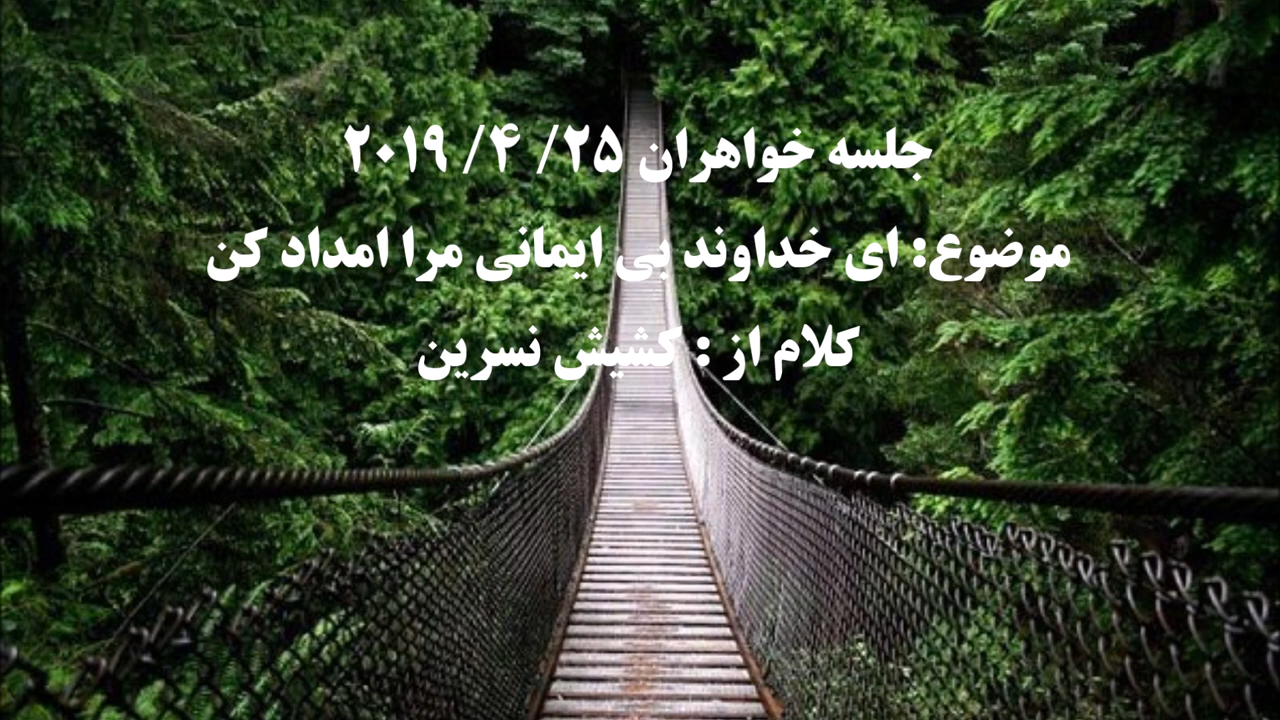 جلسه خواهران ۲۵/ ۴/ ۲۰۱۹
موضوع: ای خداوند بی ایمانی مرا امداد کن
کلام از : کشیش نسرین